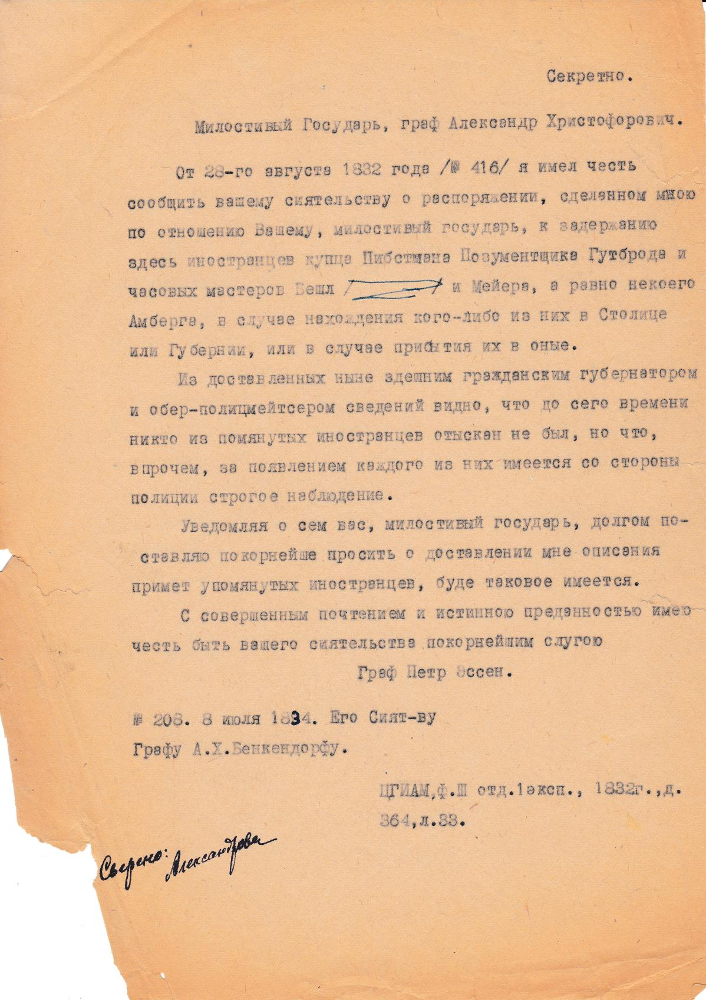 Секретно.
Милостивый Государь, граф Александр Христофорович.
От 28-го августа 1832 года /№ 416/ я имел честь
сообщить вашему сиятельству о распоряжении, сделанном мною
по отношению Вашему, милостивый государь, к задержанию
здесь иностранцев купца Пибстмана Позументщика Гутброда и
часовых мастеров Бешл / / и Мейера, а равно некоего
Амберга, в случае нахождения кого-либо из них в Столице
или Губернии, или в случае прибытия их в оные.
Из доставленных ныне здешним гражданским губернатором
и обер-полицмейтсером сведений видно, что до сего времени
никто из помянутых иностранцев отыскан не был, но что,
впрочем, за появлением каждого из них имеется со стороны
полиции строгое наблюдение.
Уведомляя о сем вас, милостивый государь, долгом по-
ставляю покорнейше просить о доставлении мне описания
примет упомянутых иностранцев, буде таковое имеется.
С совершенным почтением и истинною преданностью имею
честь быть вашего сиятельства покорнейшим слугою
Граф Петр Эссен.
№ 208. 8 июля 1834. Его Сият-ву
Графу А.Х.Бенкендорфу.
ЦГИАМ,ф.Ш отд.1эксп., 1832г.,д.
364,л.33.
Сверено: Александрова